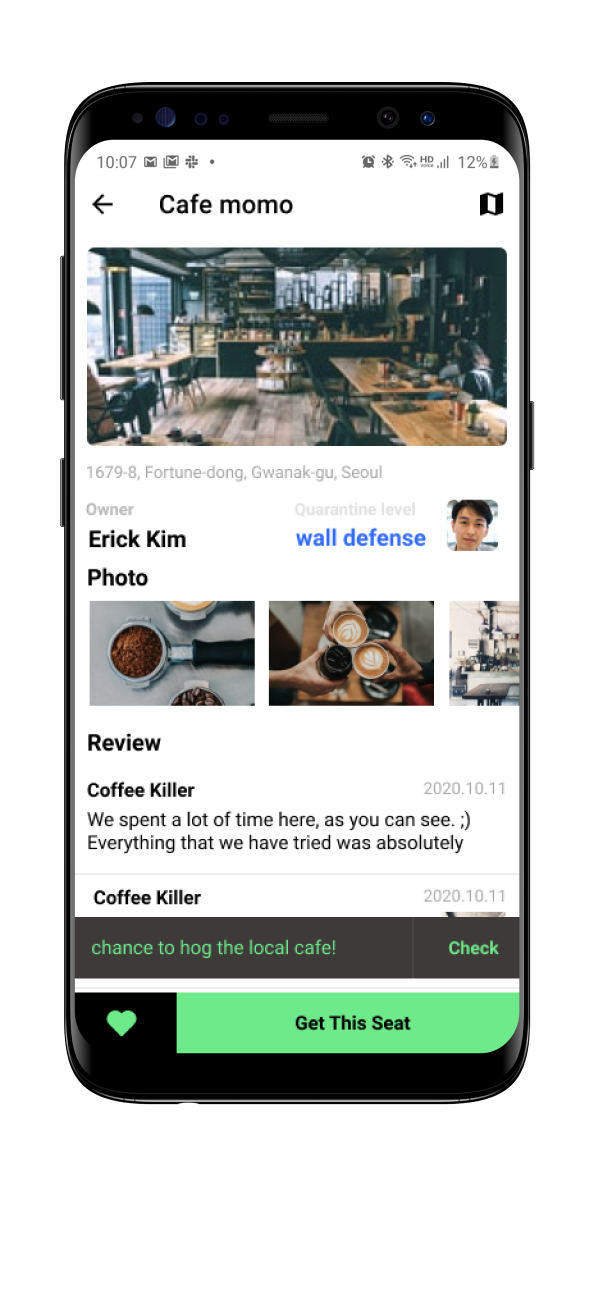 10:07
HD
VOICE
12%
Cafe momo
1679-8, Fortune-dong, Gwanak-gu, Seoul
Owner
Quarantine level
Erick Kim
wall defense
Photo
Review
Coffee Killer
2020.10.11
We spent a lot of time here, as you can see. ;)
Everything that we have tried was absolutely
Coffee Killer
2020.10.11
chance to hog the local cafe!
Check
Get This Seat